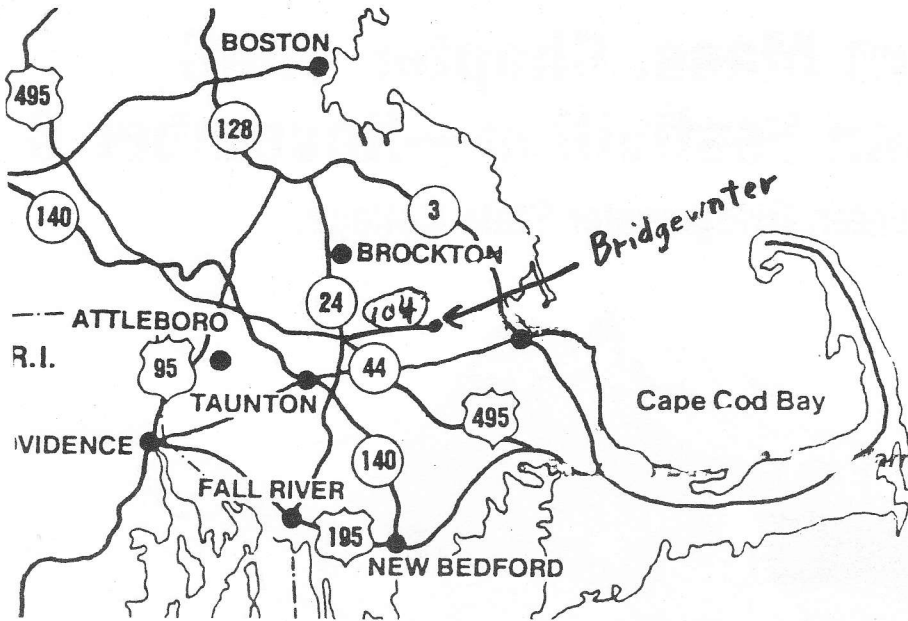 BOSTON
495
128
140
3
Bridgewater
BROCKTON
24
104
ATTLEBORO
R.I.
95
44
TAUNTON
Cape Cod Bay
495
VIDENCE
140
FALL RIVER
195
NEW BEDFORD